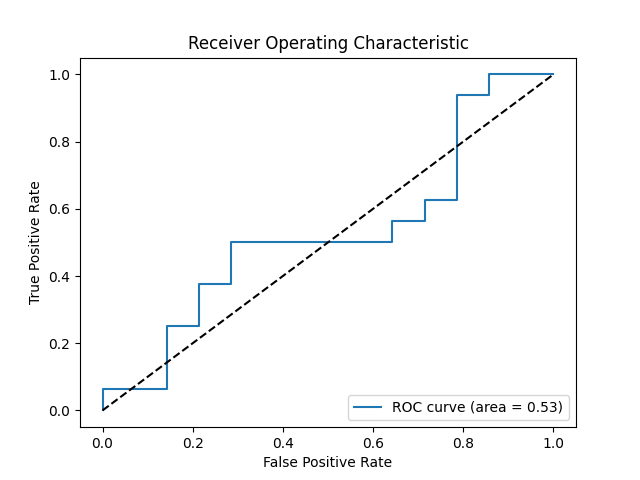 Receiver Operating Characteristic
1.0
0.8
0.6
0.4
0.2
0.0
True Positive Rate
ROC curve (area = 0.53)
0.0 0.2 0.4 0.6 0.8 1.0
False Positive Rate